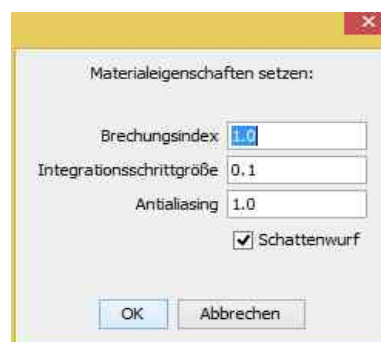 Materialeigenschaften setzen:
Brechungsindex 1.0
Integrationsschrittgröße 0.1
Antialiasing 1.0
Schattenwurf
OK Abbrechen